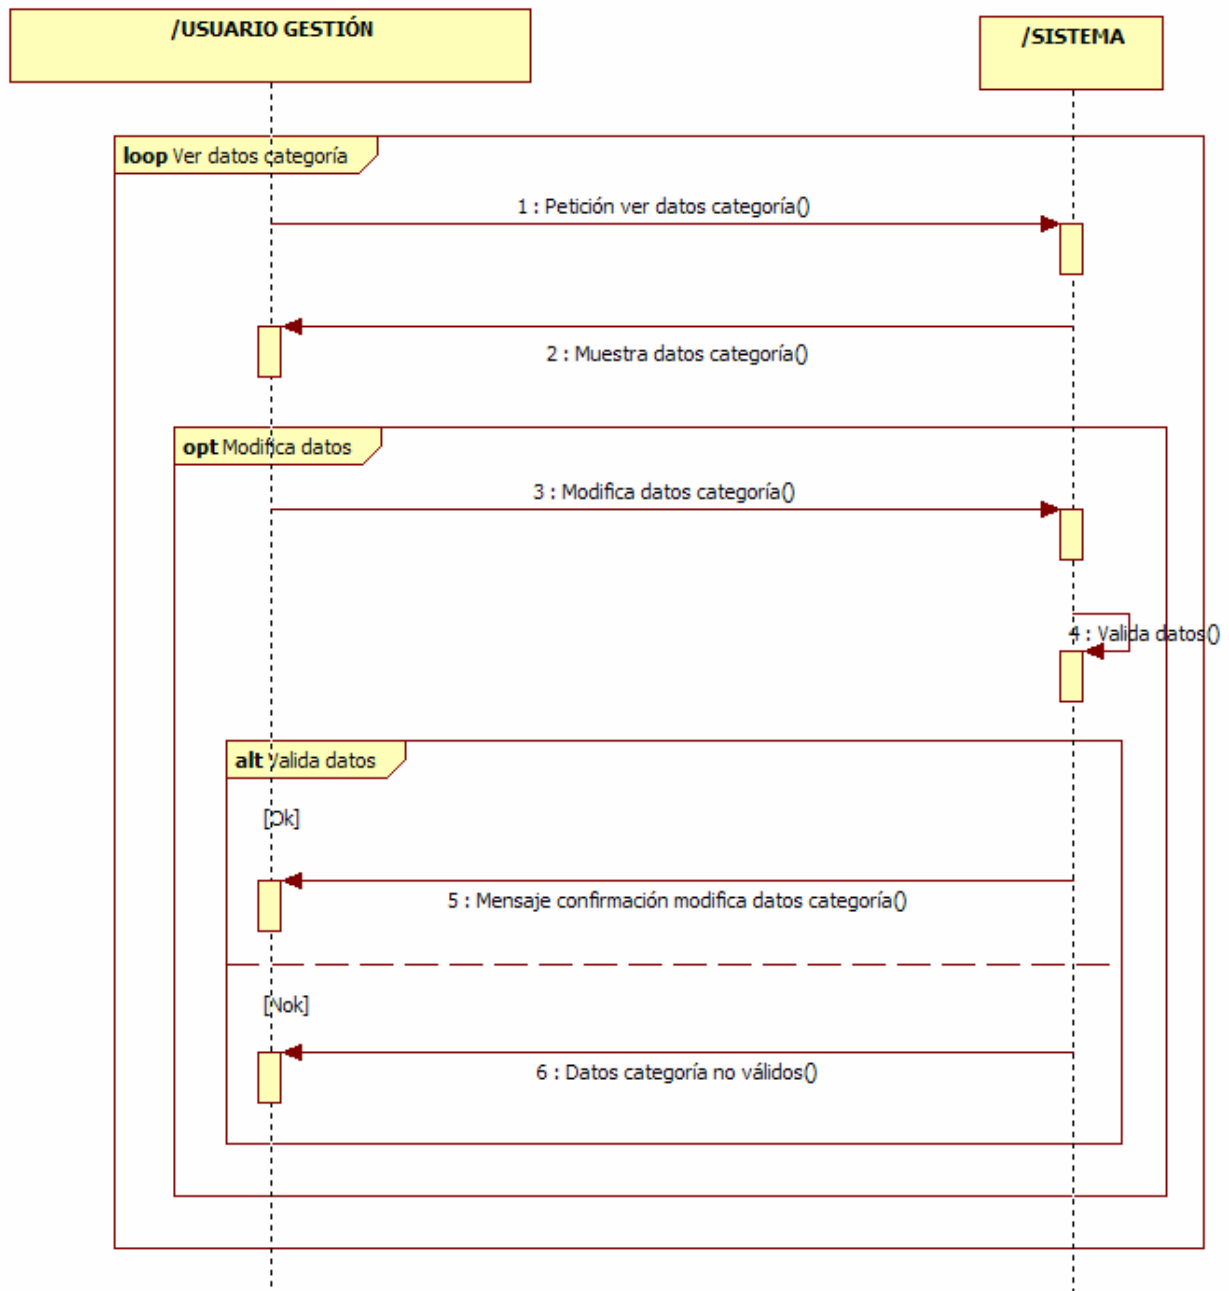 /USUARIO GESTIÓN
/SISTEMA
loop Ver datos categoría
1 : Petición ver datos categoría()
2 : Muestra datos categoría()
opt Modifica datos
3 : Modifica datos categoría()
4 : Valida datos()
alt Valida datos
[Ok]
5 : Mensaje confirmación modifica datos categoría()
[Nok]
6 : Datos categoría no válidos()